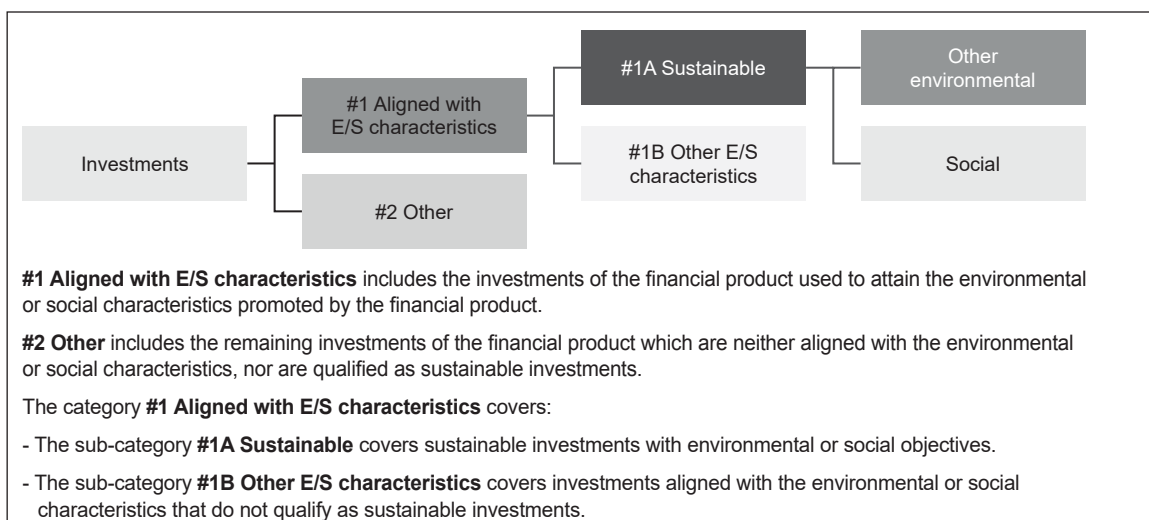 #1A Sustainable
Other
environmental
#1 Aligned with
E/S characteristics
Investments
#1B Other E/S
characteristics
Social
#2 Other
#1 Aligned with E/S characteristics includes the investments of the financial product used to attain the environmental
or social characteristics promoted by the financial product.
#2 Other includes the remaining investments of the financial product which are neither aligned with the environmental
or social characteristics, nor are qualified as sustainable investments.
The category #1 Aligned with E/S characteristics covers:
- The sub-category #1A Sustainable covers sustainable investments with environmental or social objectives.
- The sub-category #1B Other E/S characteristics covers investments aligned with the environmental or social
characteristics that do not qualify as sustainable investments.